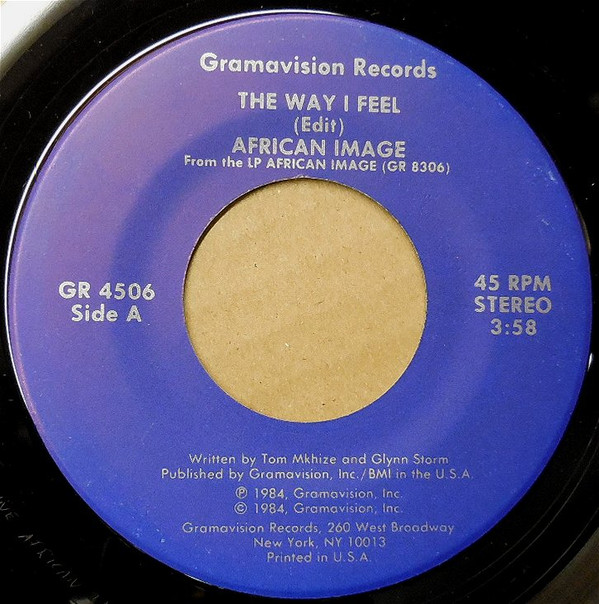 Gramavision Records
THE WAY I FEEL
(Edit)
AFRICAN IMAGE
From the LP AFRICAN IMAGE (GR 8306)
GR 4506
Side A
45 RPM
STEREO
3:58
Written by Tom Mkhize and Glynn Storm
Published by Gramavision, Inc./BMI in the U.S.A.
℗ 1984, Gramavision, Inc.
© 1984, Gramavision, Inc.
Gramavision Records, 260 West Broadway
New York, NY 10013
Printed in U.S.A.
AFRICAN